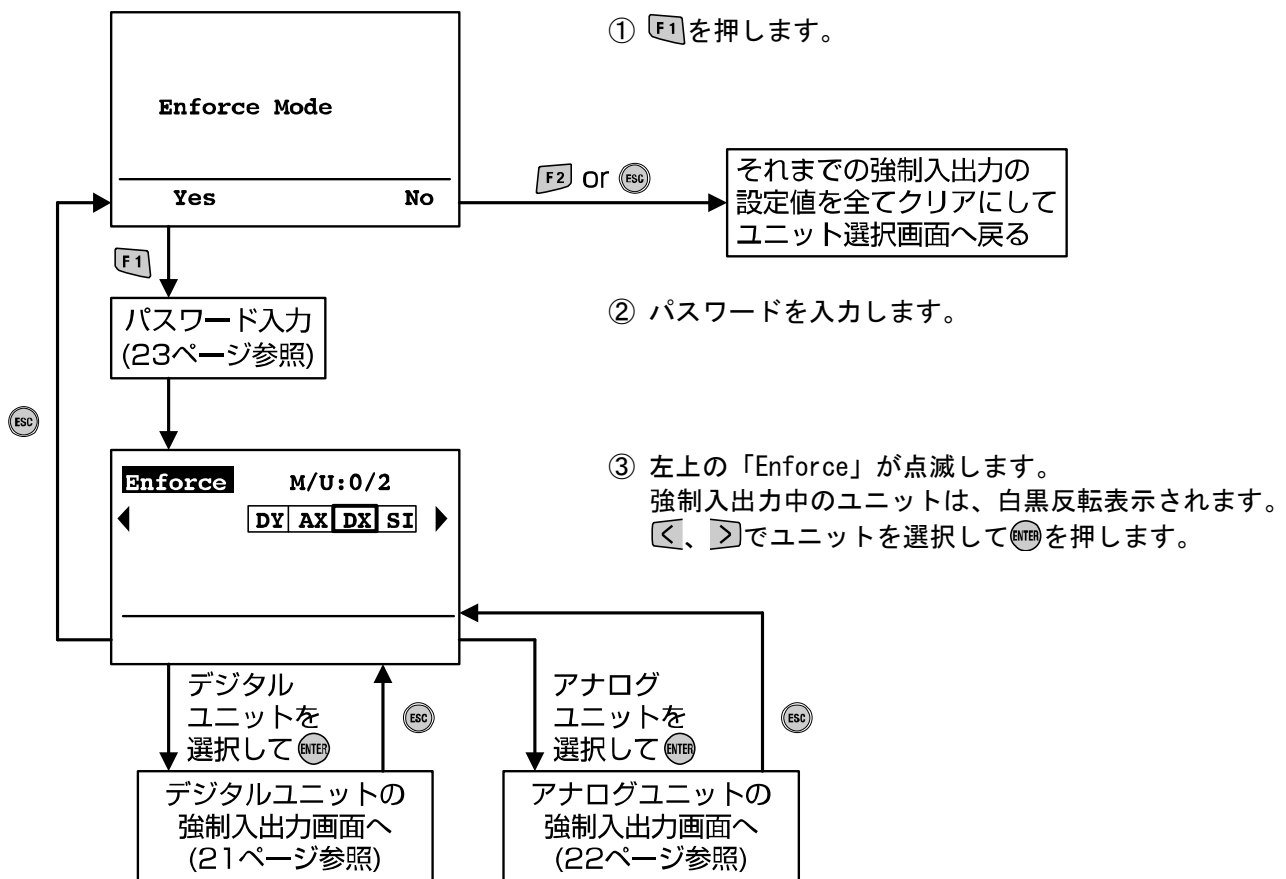 ① F1を押します。
Enforce Mode
Yes No
F2 or ESC
それまでの強制入出力の
設定値を全てクリアにして
ユニット選択画面へ戻る
F1
パスワード入力
(23ページ参照)
② パスワードを入力します。
ESC
Enforce M/U:0/2
DY AX DX SI
③ 左上の「Enforce」が点滅します。
強制入出力中のユニットは、白黒反転表示されます。
<、>でユニットを選択してENTERを押します。
デジタル
ユニットを
選択してENTER
ESC
アナログ
ユニットを
選択してENTER
ESC
デジタルユニットの
強制入出力画面へ
(21ページ参照)
アナログユニットの
強制入出力画面へ
(22ページ参照)